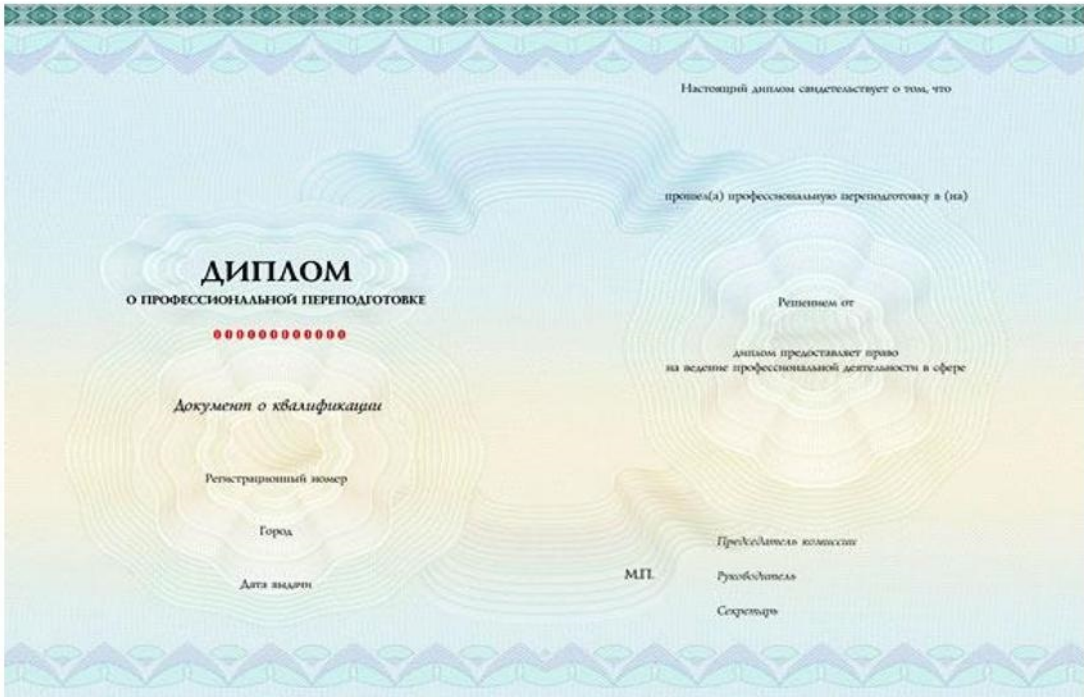 ДИПЛОМ
О ПРОФЕССИОНАЛЬНОЙ ПЕРЕПОДГОТОВКЕ
000000000000
Документ о квалификации
Регистрационный номер
Город
Дата выдачи
Настоящий диплом свидетельствует о том, что
прошел(а) профессиональную переподготовку в (на)
Решением от
диплом предоставляет право
на ведение профессиональной деятельности в сфере
Председатель комиссии
М.П.
Руководитель
Секретарь